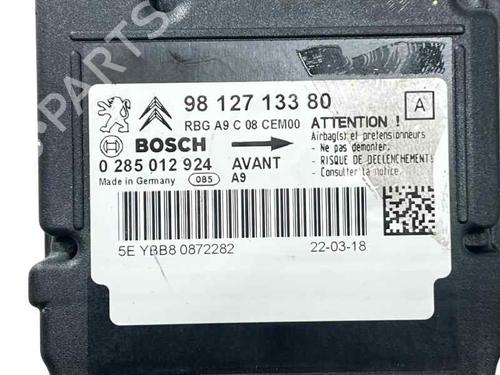 PARTS
98 127 133 80
RBG A9 C 08 CEM00
A
BOSCH
0 285 012 924
AVANT
A9
Made in Germany
085
ATTENTION !
Airbag(s) et pretensionneurs
- Ne pas demonter.
- RISQUE DE DECLENCHEMENT!
- Consulter la notice.
5E YBB8 0872282
22-03-18